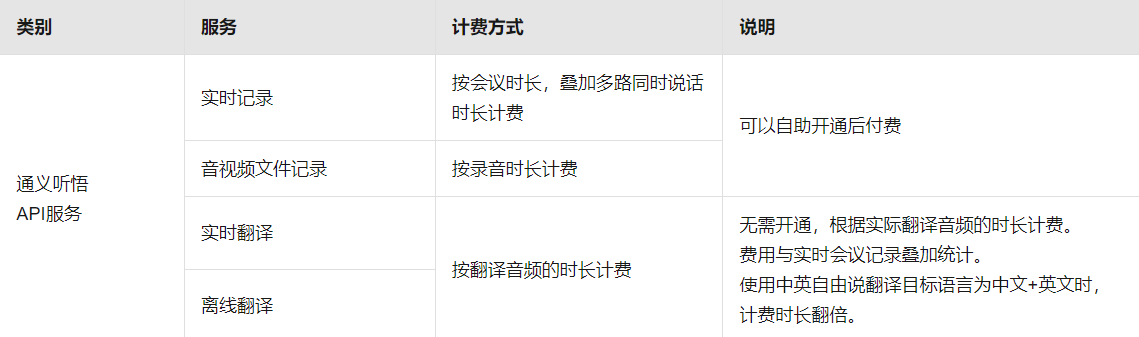 类别
服务
计费方式
说明
通义听悟
API服务
实时记录
按会议时长，叠加多路同时说话
时长计费
可以自助开通后付费
音视频文件记录
按录音时长计费
实时翻译
按翻译音频的时长计费
无需开通，根据实际翻译音频的时长计费。
费用与实时会议记录叠加统计。
使用中英自由说翻译目标语言为中文+英文时，
计费时长翻倍。
离线翻译